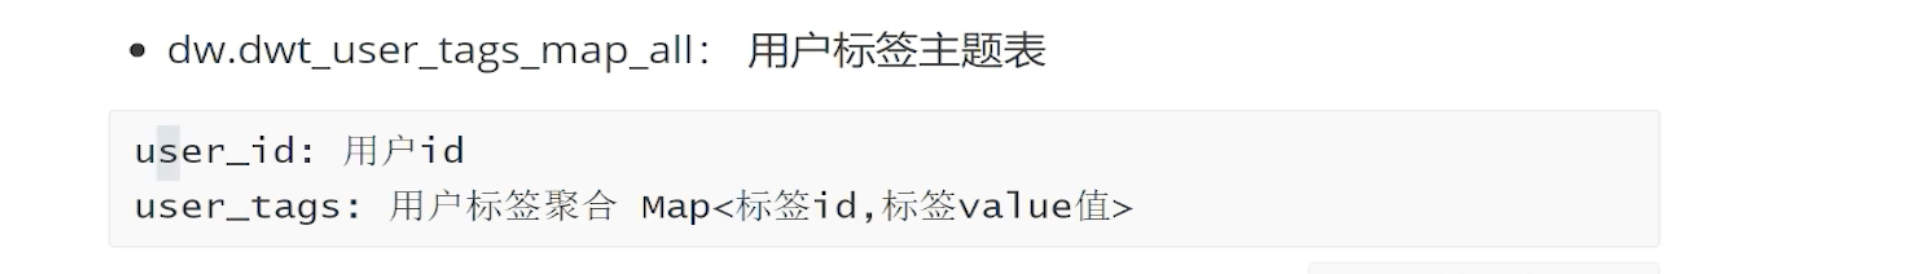 • dw.dwt_user_tags_map_all： 用户标签主题表
user_id: 用户id
user_tags: 用户标签聚合 Map<标签id,标签value值>